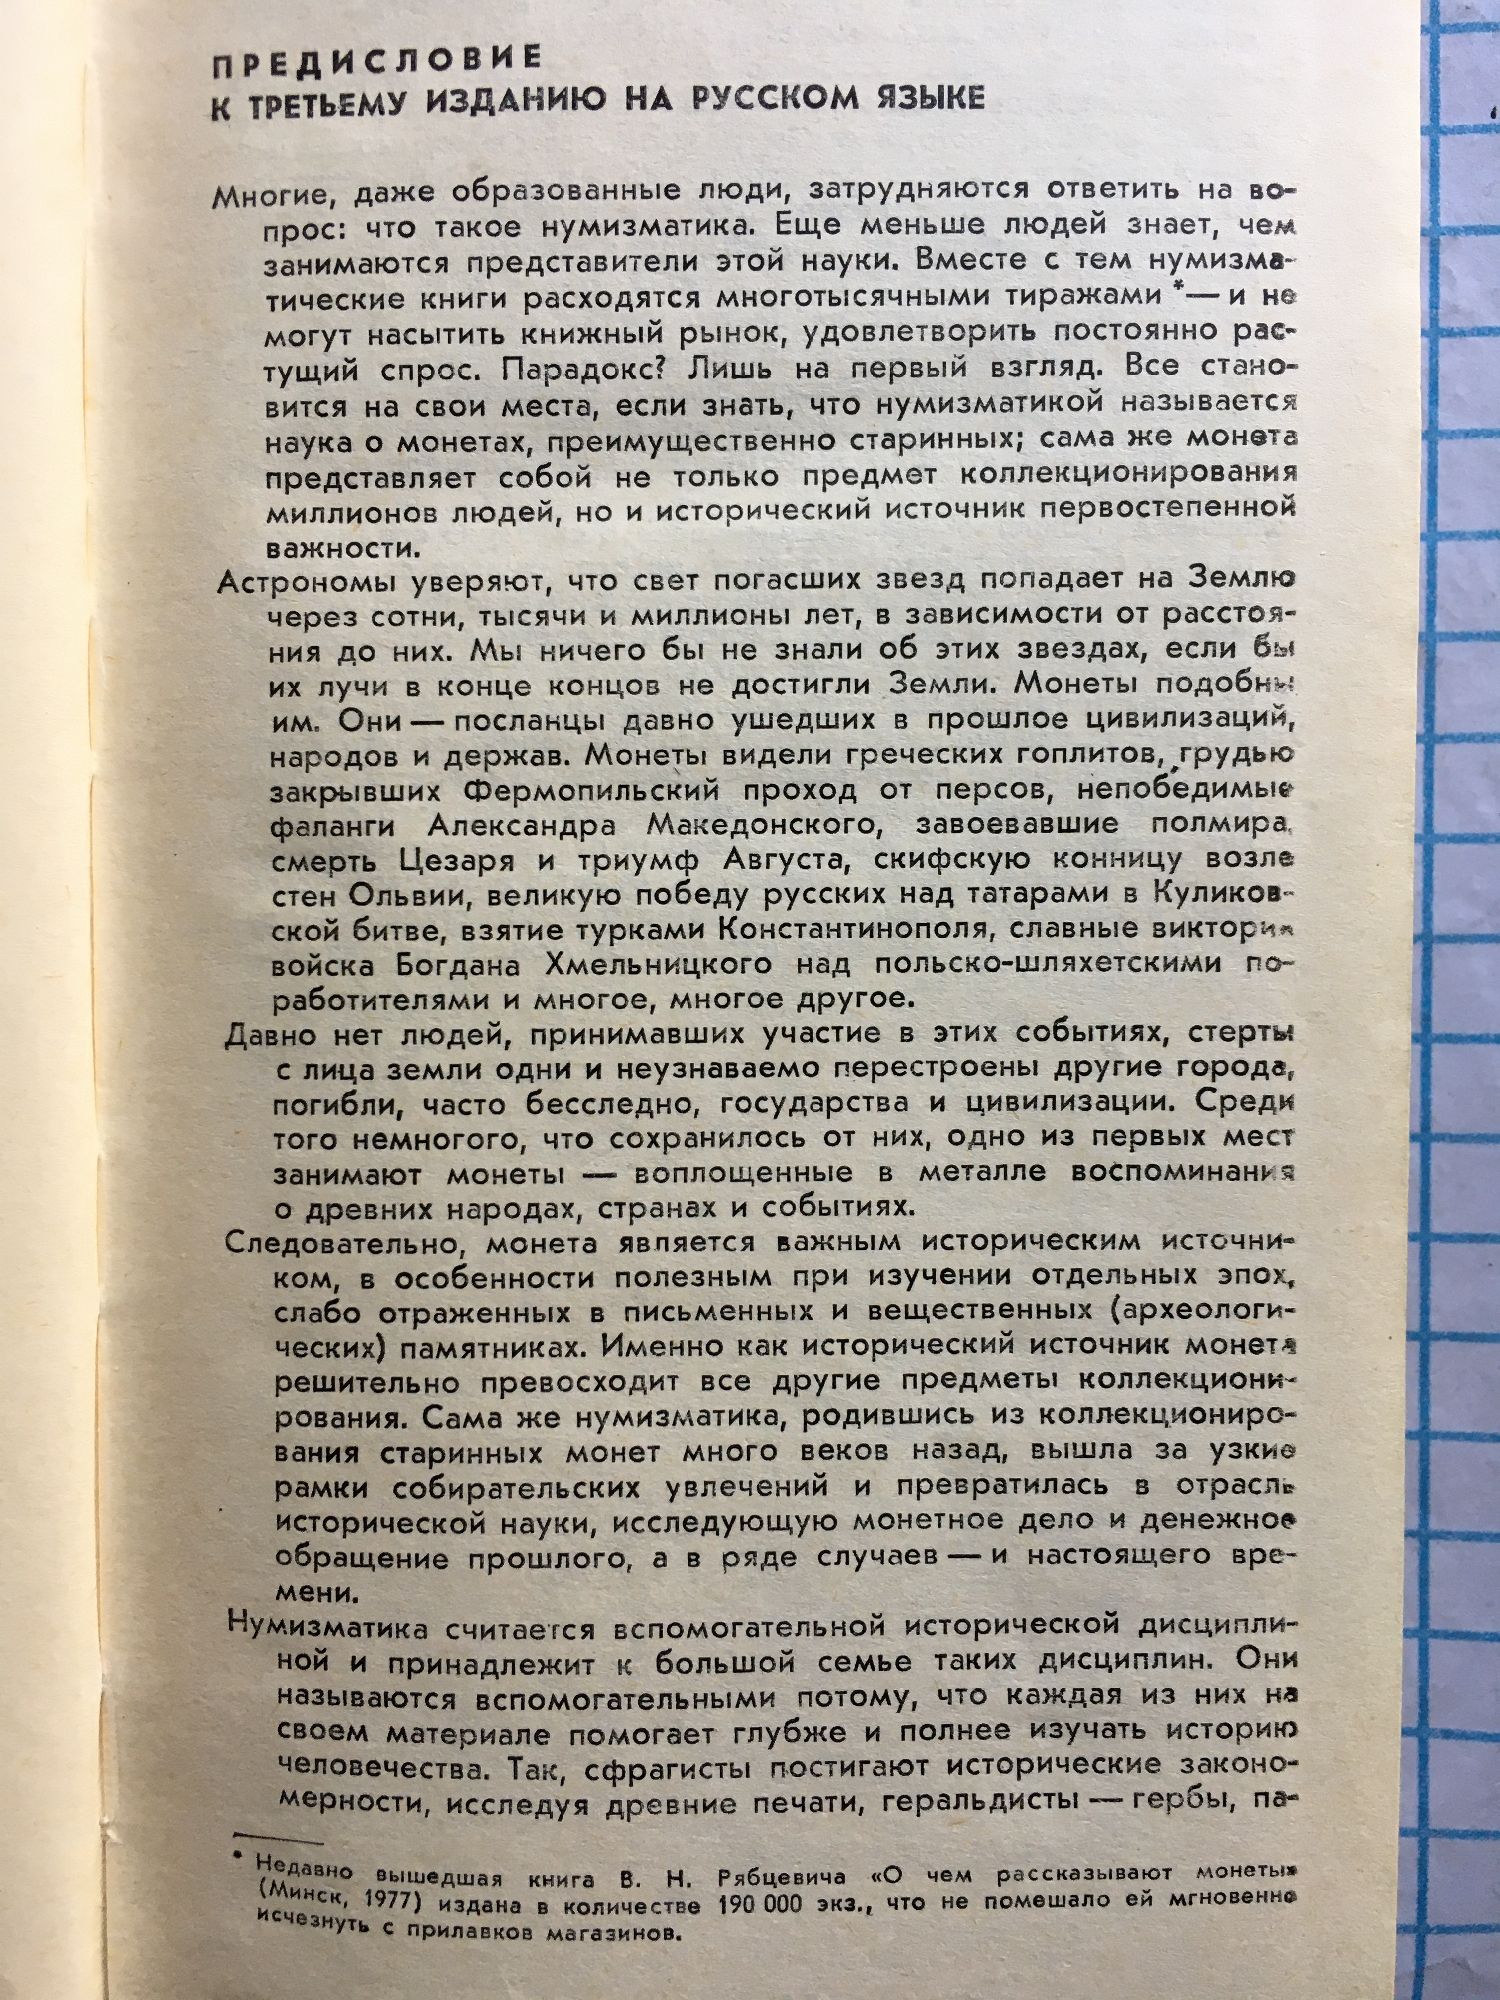 ПРЕДИСЛОВИЕ
К ТРЕТЬЕМУ ИЗДАНИЮ НА РУССКОМ ЯЗЫКЕ
Многие, даже образованные люди, затрудняются ответить на во-
прос: что такое нумизматика. Еще меньше людей знает, чем
занимаются представители этой науки. Вместе с тем нумизма-
тические книги расходятся многотысячными тиражами *— и не
могут насытить книжный рынок, удовлетворить постоянно рас-
тущий спрос. Парадокс? Лишь на первый взгляд. Все стано-
вится на свои места, если знать, что нумизматикой называется
наука о монетах, преимущественно старинных; сама же монета
представляет собой не только предмет коллекционирования
миллионов людей, но и исторический источник первостепенной
важности.
Астрономы уверяют, что свет погасших звезд попадает на Землю
через сотни, тысячи и миллионы лет, в зависимости от расстоя-
ния до них. Мы ничего бы не знали об этих звездах, если бы
их лучи в конце концов не достигли Земли. Монеты подобны
им. Они — посланцы давно ушедших в прошлое цивилизаций,
народов и держав. Монеты видели греческих гоплитов, грудью
закрывших Фермопильский проход от персов, непобедимые
фаланги Александра Македонского, завоевавшие полмира,
смерть Цезаря и триумф Августа, скифскую конницу возле
стен Ольвии, великую победу русских над татарами в Куликов-
ской битве, взятие турками Константинополя, славные виктории
войска Богдана Хмельницкого над польско-шляхетскими по-
работителями и многое, многое другое.
Давно нет людей, принимавших участие в этих событиях, стерты
с лица земли одни и неузнаваемо перестроены другие города,
погибли, часто бесследно, государства и цивилизации. Среди
того немногого, что сохранилось от них, одно из первых мест
занимают монеты — воплощенные в металле воспоминания
о древних народах, странах и событиях.
Следовательно, монета является важным историческим источни-
ком, в особенности полезным при изучении отдельных эпох,
слабо отраженных в письменных и вещественных (археологи-
ческих) памятниках. Именно как исторический источник монета
решительно превосходит все другие предметы коллекциони-
рования. Сама же нумизматика, родившись из коллекциониро-
вания старинных монет много веков назад, вышла за узкие
рамки собирательских увлечений и превратилась в отрасль
исторической науки, исследующую монетное дело и денежное
обращение прошлого, а в ряде случаев — и настоящего вре-
мени.
Нумизматика считается вспомогательной исторической дисципли-
ной и принадлежит к большой семье таких дисциплин. Они
называются вспомогательными потому, что каждая из них на
своем материале помогает глубже и полнее изучать историю
человечества. Так, сфрагисты постигают исторические законо-
мерности, исследуя древние печати, геральдисты — гербы, па-
* Недавно вышедшая книга В. Н. Рябцевича «О чем рассказывают монеты»
(Минск, 1977) издана в количестве 190 000 экз., что не помешало ей мгновенно
исчезнуть с прилавков магазинов.